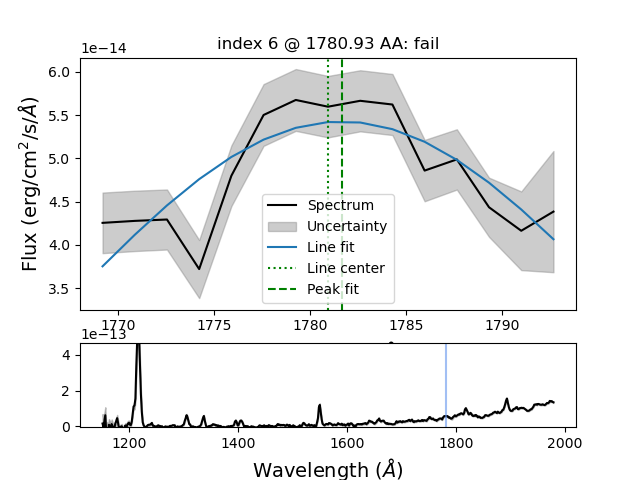 index 6 @ 1780.93 AA: fail
1e−14
6.0
5.5
5.0
4.5
4.0
3.5
Flux (erg/cm²/s/Å)
Spectrum
Uncertainty
Line fit
Line center
Peak fit
1770 1775 1780 1785 1790
1e−13
4
2
0
1200 1400 1600 1800 2000
Wavelength (Å)